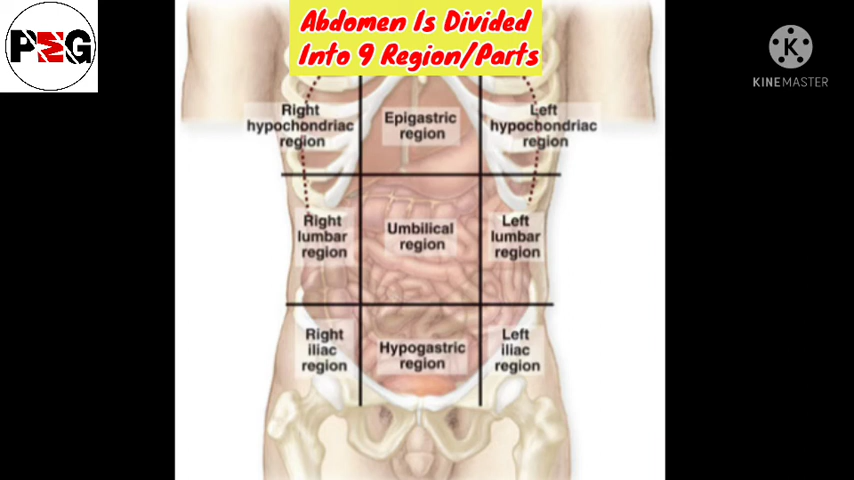 PEG
Abdomen Is Divided
Into 9 Region/Parts
K
KINEMASTER
Right
hypochondriac
region
Epigastric
region
Left
hypochondriac
region
Right
lumbar
region
Umbilical
region
Left
lumbar
region
Right
iliac
region
Hypogastric
region
Left
iliac
region